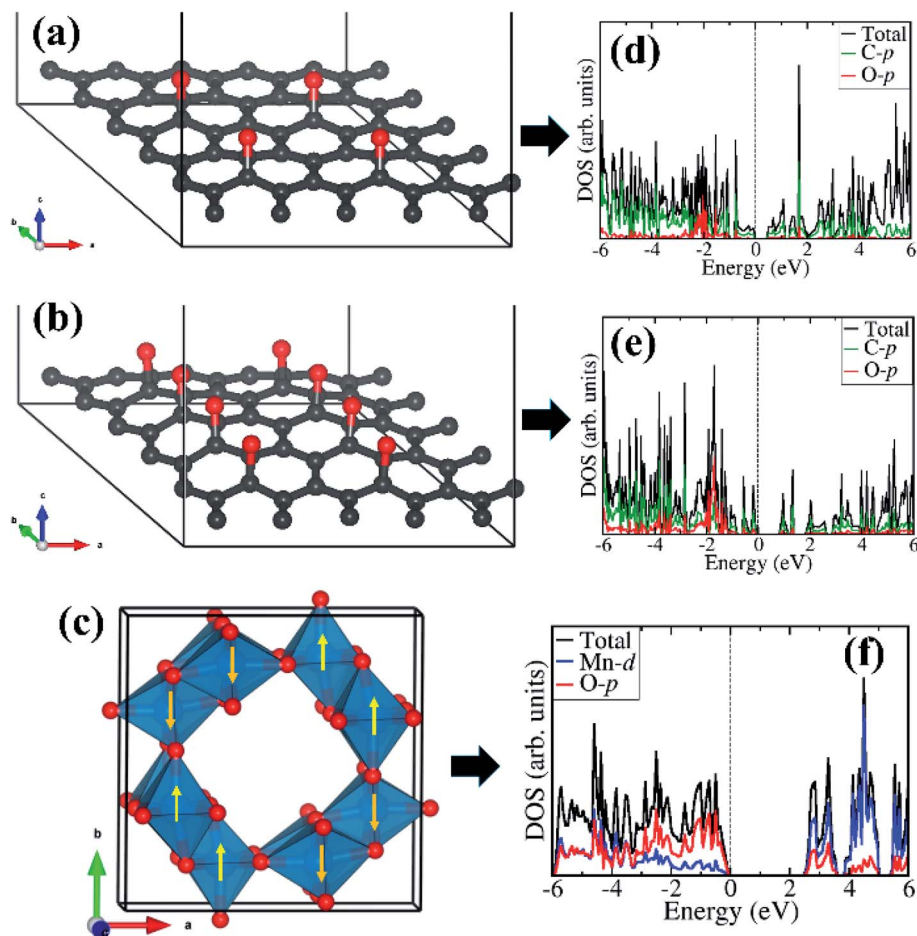 (a)
c
b
a
(d)
Total
C-p
O-p
DOS (arb. units)
-6 -4 -2 0 2 4 6
Energy (eV)
(b)
c
b
a
(e)
Total
C-p
O-p
DOS (arb. units)
-6 -4 -2 0 2 4 6
Energy (eV)
(c)
b
c
a
(f)
Total
Mn-d
O-p
DOS (arb. units)
-6 -4 -2 0 2 4 6
Energy (eV)